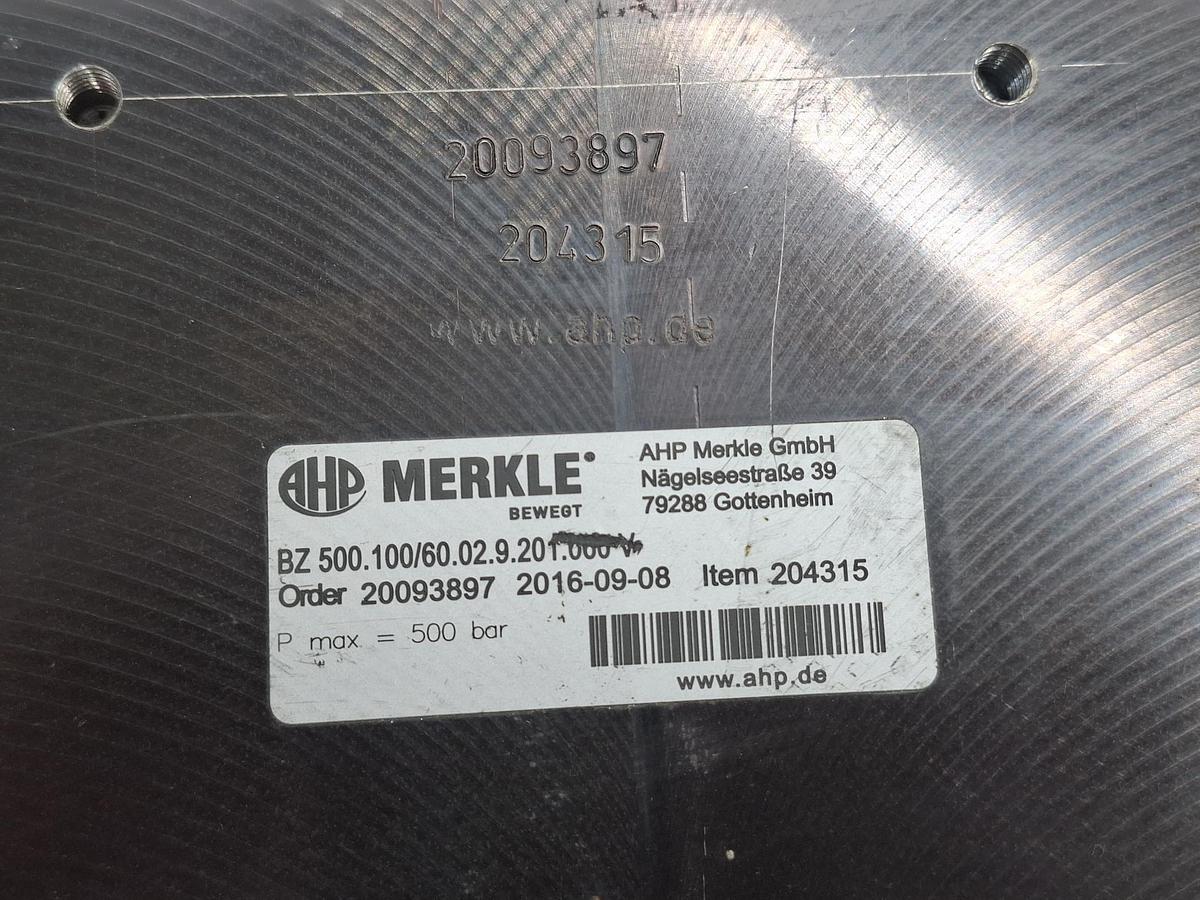 20093897
204315
www.ahp.de
AHP MERKLE
BEWEGT
AHP Merkle GmbH
Nägelseestraße 39
79288 Gottenheim
BZ 500.100/60.02.9.201.
Order 20093897 2016-09-08 Item 204315
P max. = 500 bar
www.ahp.de